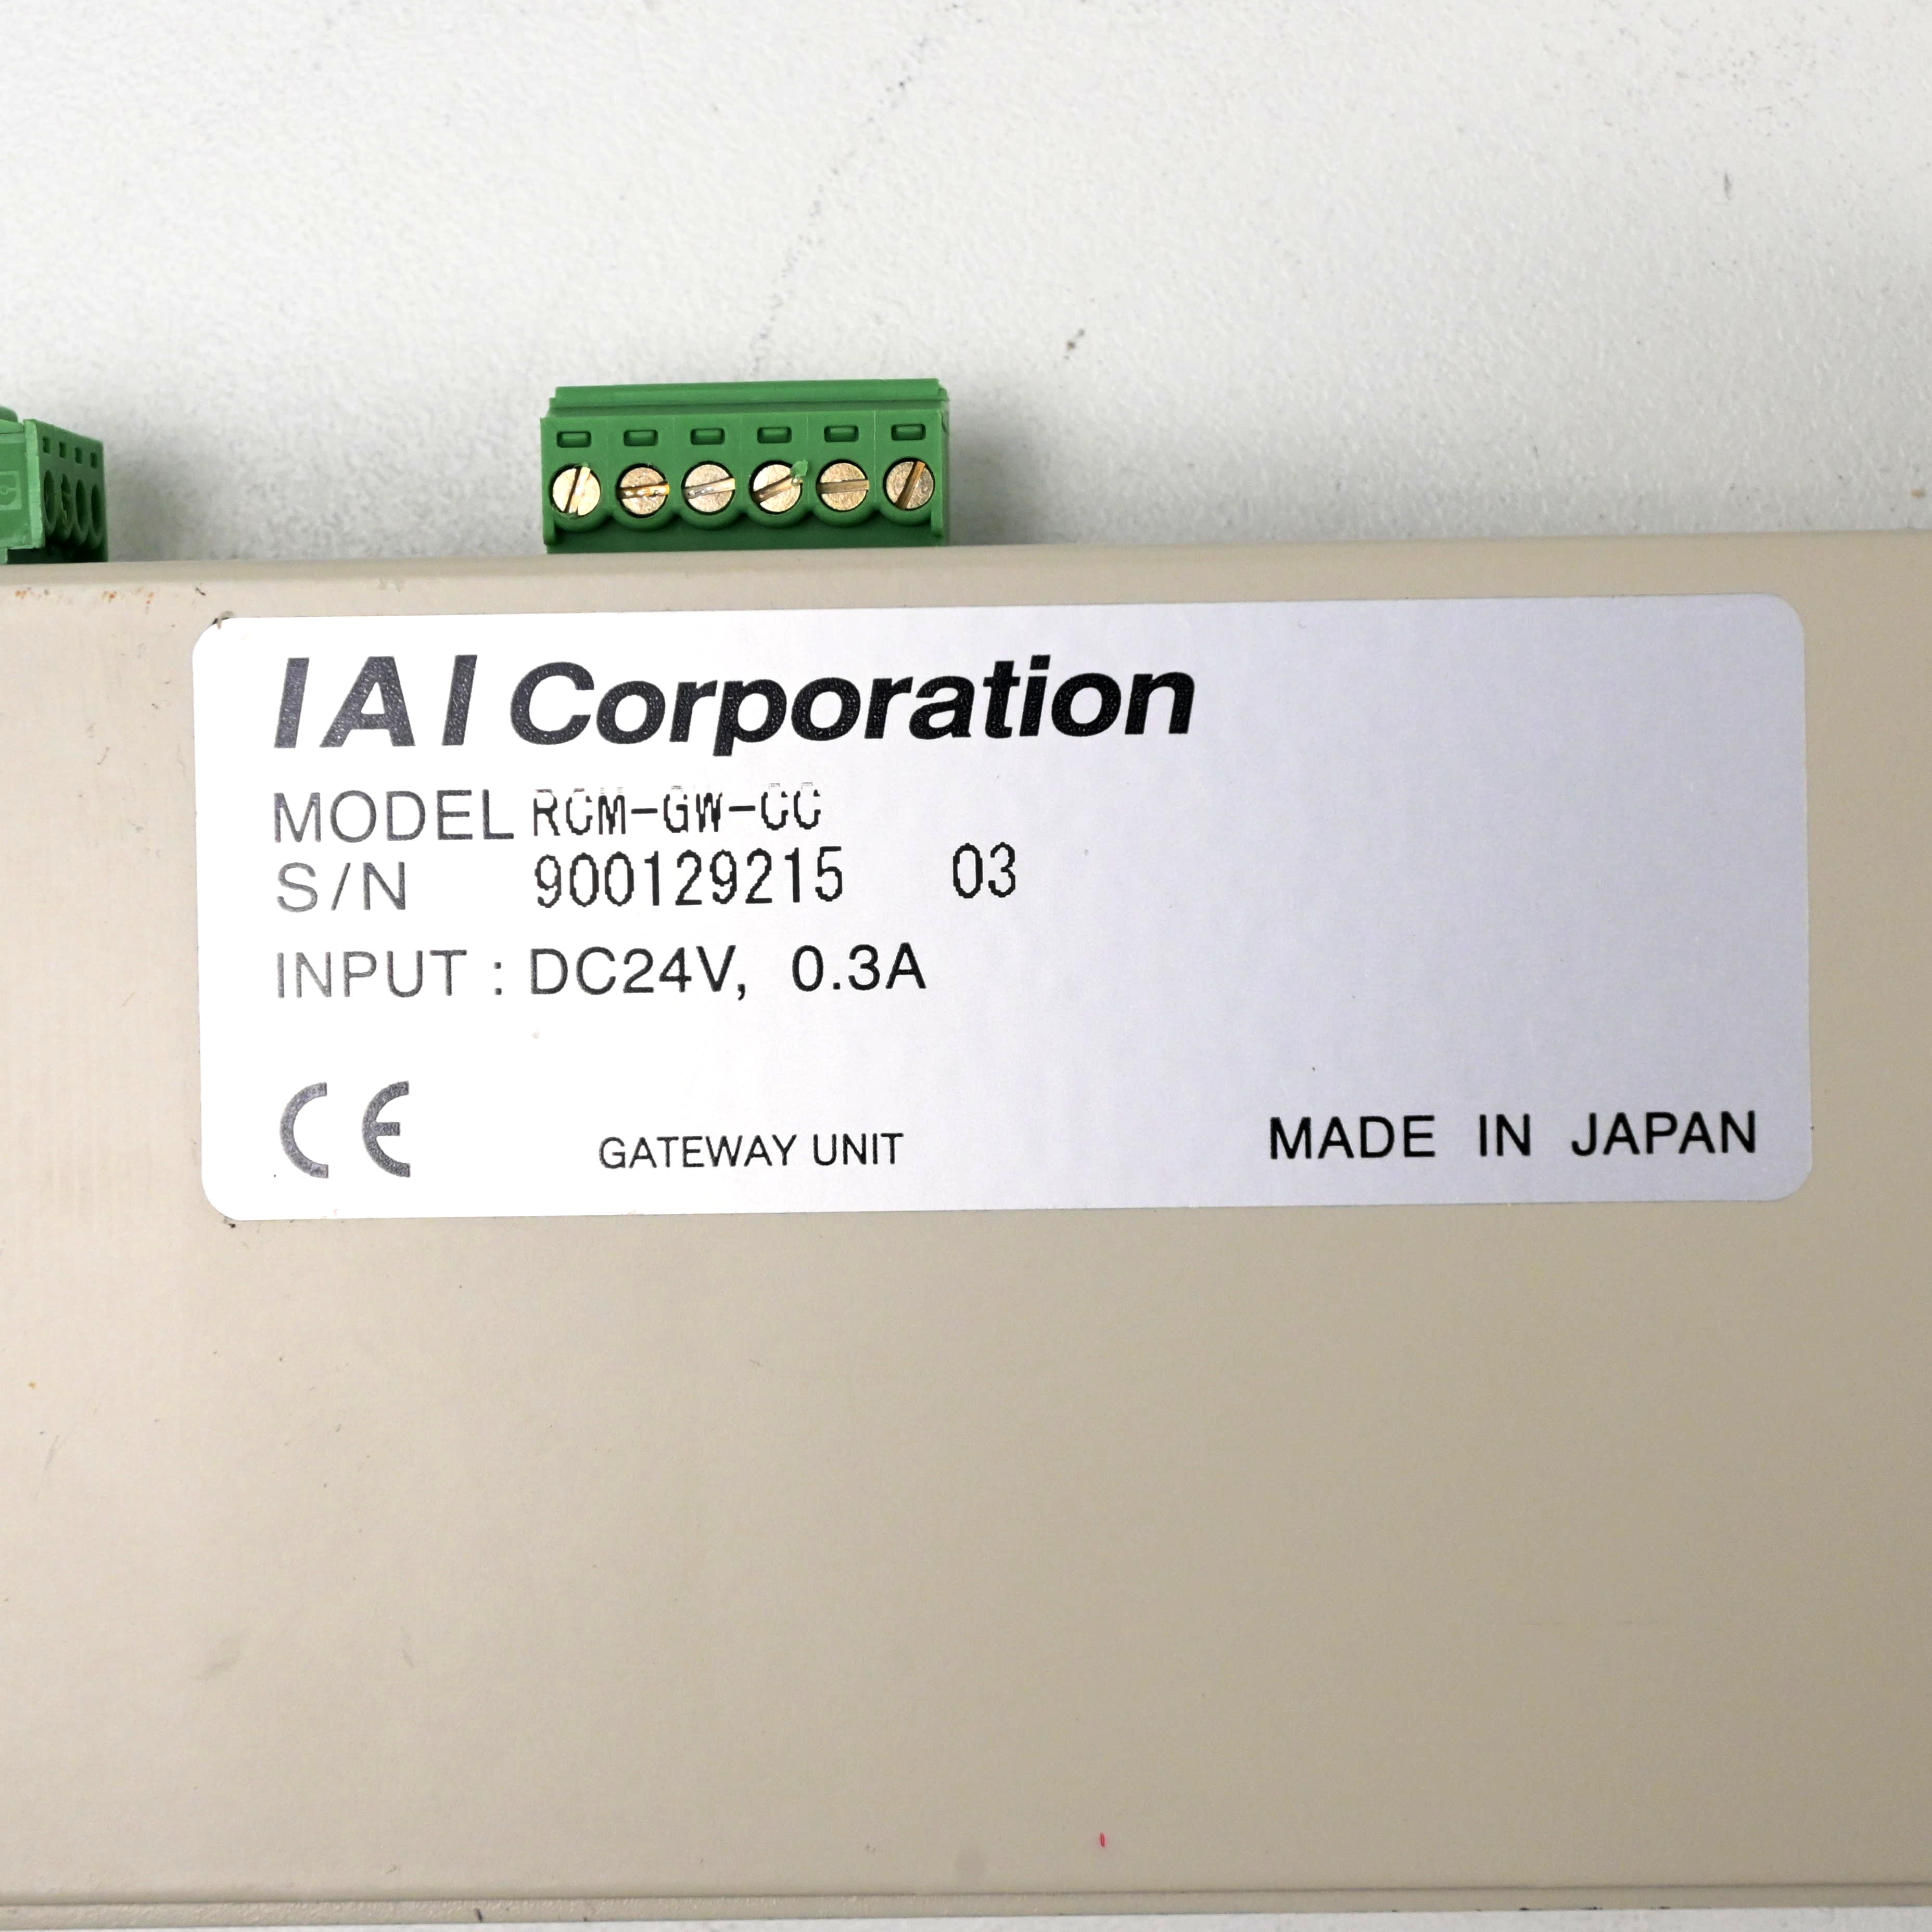 IAI Corporation
MODEL RCM-GW-CC
S/N 900129215 03
INPUT : DC24V, 0.3A
CE
GATEWAY UNIT
MADE IN JAPAN